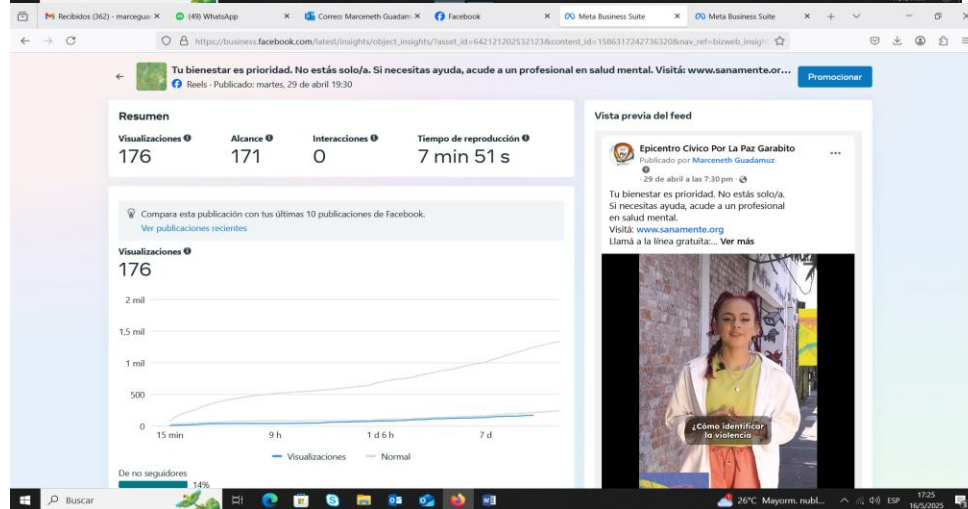 Recibidos (362) - marcegua
(49) WhatsApp
Correo: Marceneth Guadam
Facebook
Meta Business Suite
Meta Business Suite
https://business.facebook.com/latest/insights/object_insights/?asset_id=642121202532123&content_id=1586317242736320&nav_ref=bizweb_insigh
Tu bienestar es prioridad. No estás solo/a. Si necesitas ayuda, acude a un profesional en salud mental. Visitá: www.sanamente.or...
Reels · Publicado: martes, 29 de abril 19:30
Promocionar
Resumen
Visualizaciones Alcance Interacciones Tiempo de reproducción
176 171 0 7 min 51 s
Compara esta publicación con tus últimas 10 publicaciones de Facebook.
Ver publicaciones recientes
Visualizaciones
176
2 mil
1,5 mil
1 mil
500
0
15 min 9 h 1 d 6 h 7 d
Visualizaciones Normal
De no seguidores
14%
Vista previa del feed
Epicentro Cívico Por La Paz Garabito
Publicado por Marceneth Guadamuz
· 29 de abril a las 7:30 pm ·
Tu bienestar es prioridad. No estás solo/a.
Si necesitas ayuda, acude a un profesional
en salud mental.
Visitá: www.sanamente.org
Llamá a la línea gratuita:... Ver más
¿Cómo identificar
la violencia
Buscar
26°C Mayorm. nubl...
ESP
17:25
16/5/2025